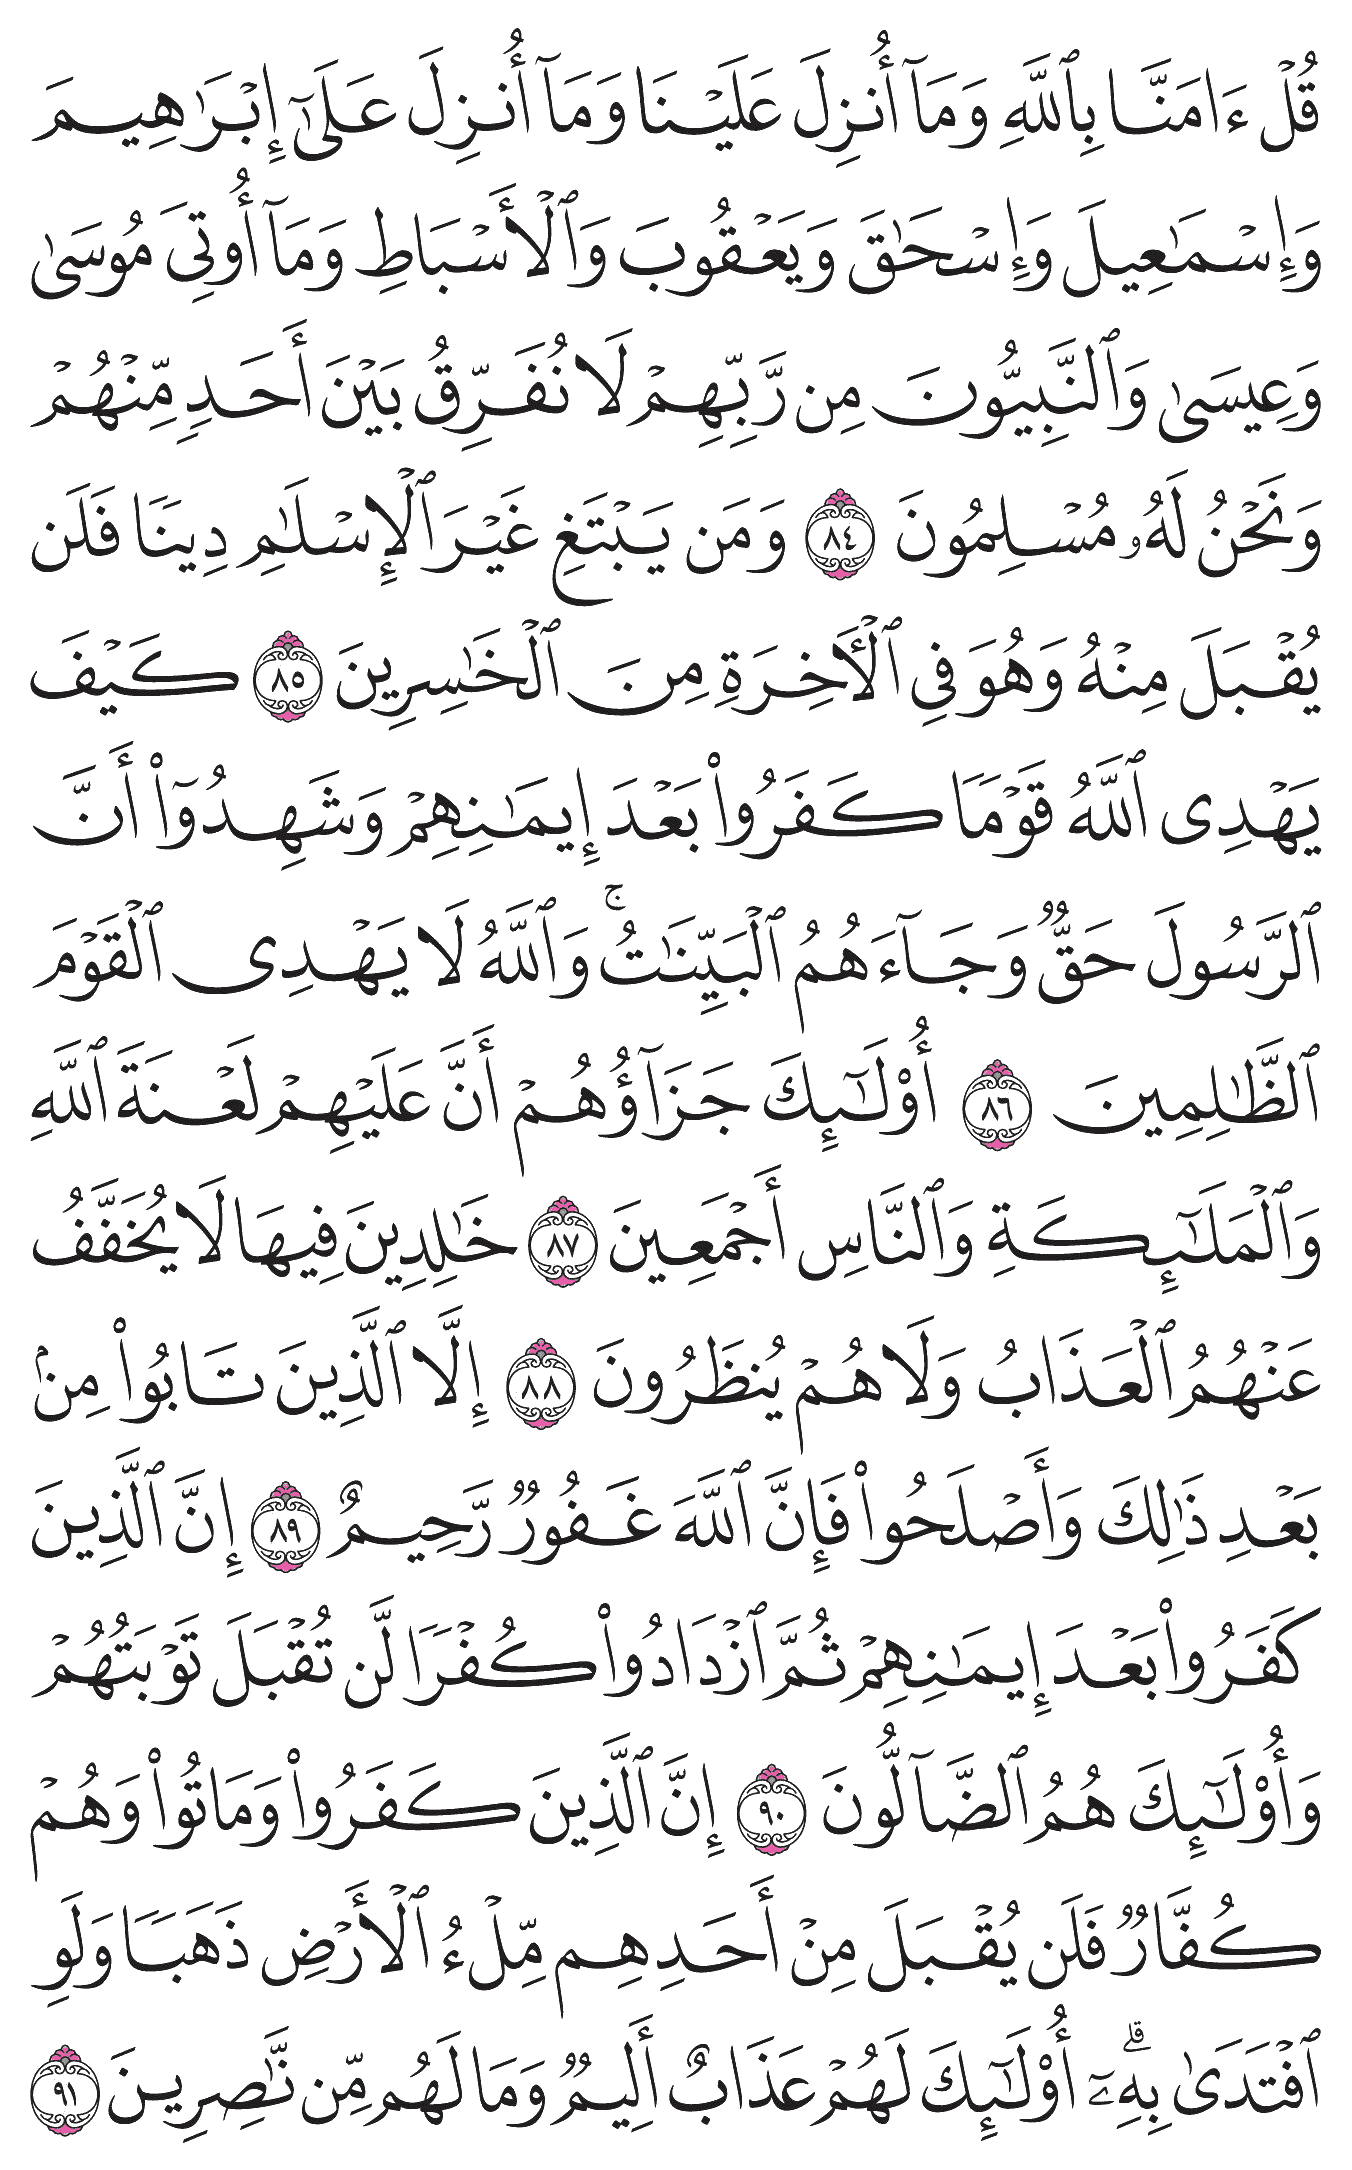 قُلۡ ءَامَنَّا بِٱللَّهِ وَمَآ أُنزِلَ عَلَيۡنَا وَمَآ أُنزِلَ عَلَىٰٓ إِبۡرَٰهِيمَ
وَإِسۡمَٰعِيلَ وَإِسۡحَٰقَ وَيَعۡقُوبَ وَٱلۡأَسۡبَاطِ وَمَآ أُوتِيَ مُوسَىٰ
وَعِيسَىٰ وَٱلنَّبِيُّونَ مِن رَّبِّهِمۡ لَا نُفَرِّقُ بَيۡنَ أَحَدٖ مِّنۡهُمۡ
وَنَحۡنُ لَهُۥ مُسۡلِمُونَ ٨٤ وَمَن يَبۡتَغِ غَيۡرَ ٱلۡإِسۡلَٰمِ دِينٗا فَلَن
يُقۡبَلَ مِنۡهُ وَهُوَ فِي ٱلۡأٓخِرَةِ مِنَ ٱلۡخَٰسِرِينَ ٨٥ كَيۡفَ
يَهۡدِي ٱللَّهُ قَوۡمٗا كَفَرُواْ بَعۡدَ إِيمَٰنِهِمۡ وَشَهِدُوٓاْ أَنَّ
ٱلرَّسُولَ حَقّٞ وَجَآءَهُمُ ٱلۡبَيِّنَٰتُۚ وَٱللَّهُ لَا يَهۡدِي ٱلۡقَوۡمَ
ٱلظَّٰلِمِينَ ٨٦ أُوْلَٰٓئِكَ جَزَآؤُهُمۡ أَنَّ عَلَيۡهِمۡ لَعۡنَةَ ٱللَّهِ
وَٱلۡمَلَٰٓئِكَةِ وَٱلنَّاسِ أَجۡمَعِينَ ٨٧ خَٰلِدِينَ فِيهَا لَا يُخَفَّفُ
عَنۡهُمُ ٱلۡعَذَابُ وَلَا هُمۡ يُنظَرُونَ ٨٨ إِلَّا ٱلَّذِينَ تَابُواْ مِنۢ
بَعۡدِ ذَٰلِكَ وَأَصۡلَحُواْ فَإِنَّ ٱللَّهَ غَفُورٞ رَّحِيمٌ ٨٩ إِنَّ ٱلَّذِينَ
كَفَرُواْ بَعۡدَ إِيمَٰنِهِمۡ ثُمَّ ٱزۡدَادُواْ كُفۡرٗا لَّن تُقۡبَلَ تَوۡبَتُهُمۡ
وَأُوْلَٰٓئِكَ هُمُ ٱلضَّآلُّونَ ٩٠ إِنَّ ٱلَّذِينَ كَفَرُواْ وَمَاتُواْ وَهُمۡ
كُفَّارٞ فَلَن يُقۡبَلَ مِنۡ أَحَدِهِم مِّلۡءُ ٱلۡأَرۡضِ ذَهَبٗا وَلَوِ
ٱفۡتَدَىٰ بِهِۦٓۗ أُوْلَٰٓئِكَ لَهُمۡ عَذَابٌ أَلِيمٞ وَمَا لَهُم مِّن نَّٰصِرِينَ ٩١